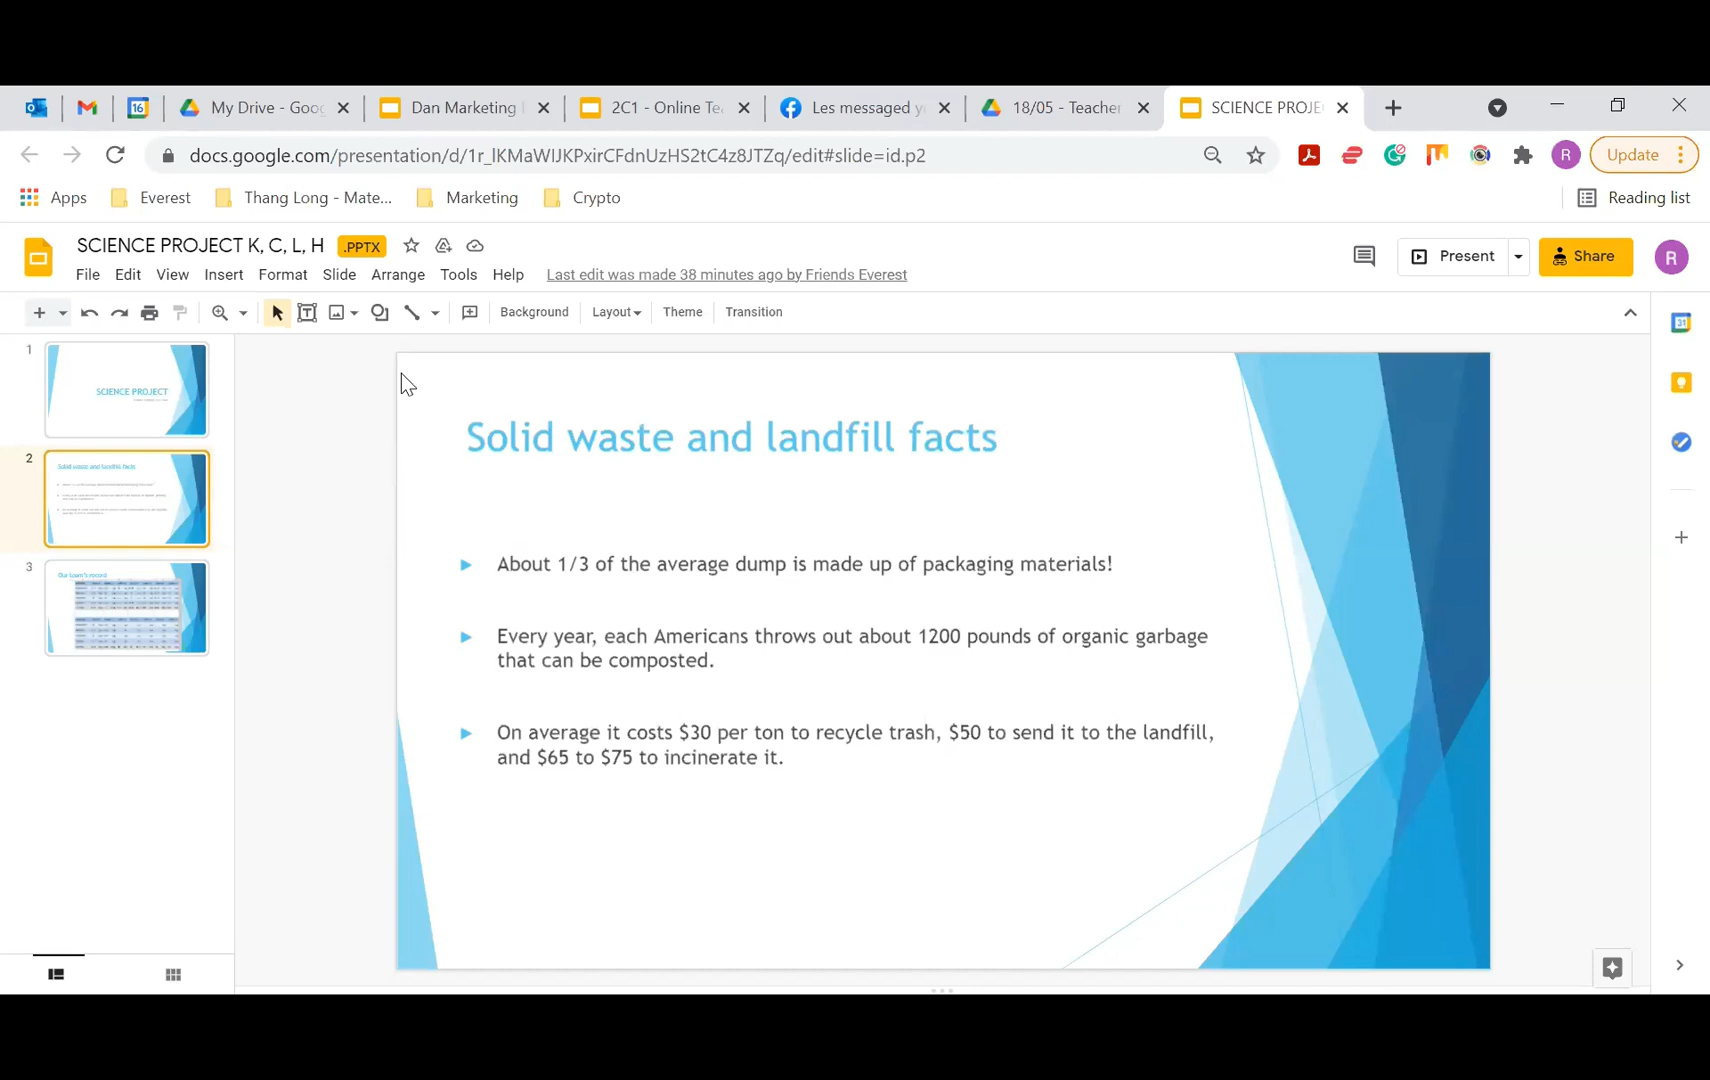 My Drive - Goog
Dan Marketing
2C1 - Online Tea
Les messaged y
18/05 - Teacher
SCIENCE PROJE
docs.google.com/presentation/d/1r_lKMaWIJKPxirCFdnUzHS2tC4z8JTZq/edit#slide=id.p2
R
Update
Apps
Everest
Thang Long - Mate...
Marketing
Crypto
Reading list
SCIENCE PROJECT K, C, L, H
.PPTX
File Edit View Insert Format Slide Arrange Tools Help
Last edit was made 38 minutes ago by Friends Everest
Present
Share
R
Background
Layout
Theme
Transition
1
SCIENCE PROJECT
2
Solid waste and landfill facts
3
Our team's record
Solid waste and landfill facts
About 1/3 of the average dump is made up of packaging materials!
Every year, each Americans throws out about 1200 pounds of organic garbage
that can be composted.
On average it costs $30 per ton to recycle trash, $50 to send it to the landfill,
and $65 to $75 to incinerate it.
16
31